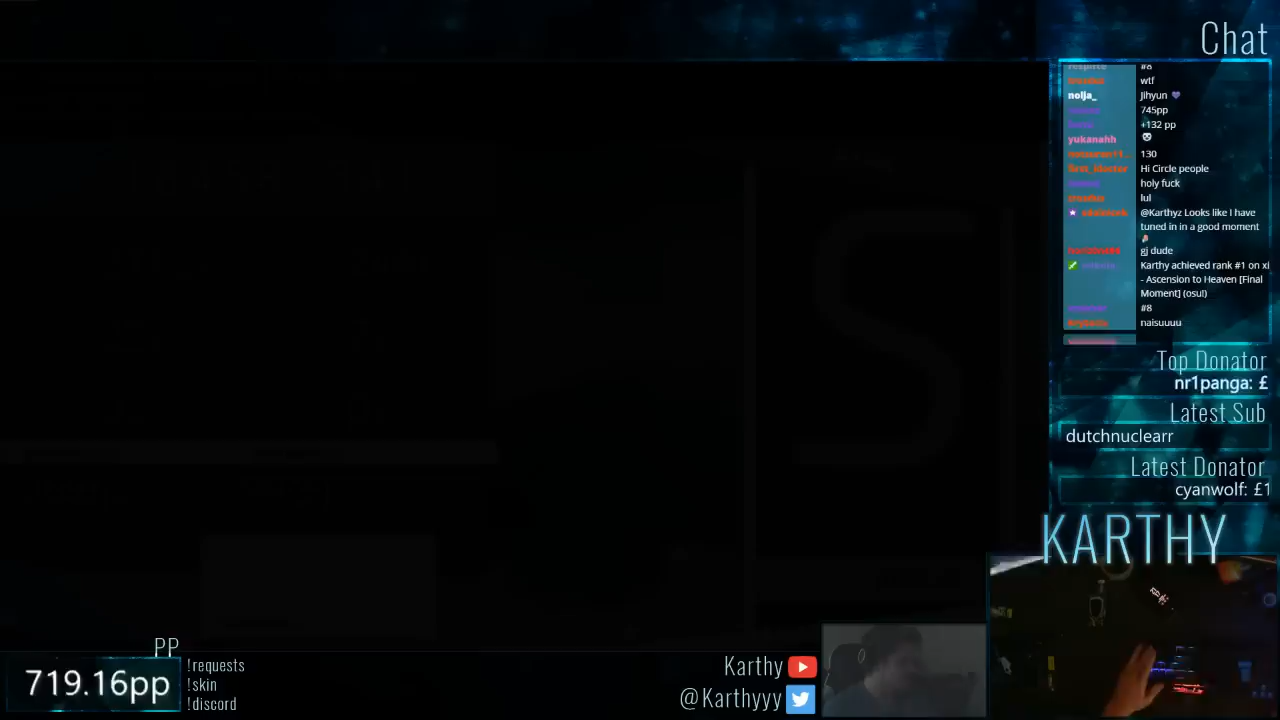 Chat
#8
wtf
nolja_ Jihyun
745pp
+132 pp
yukanahh
130
Hi Circle people
holy fuck
lul
@Karthyz Looks like I have
tuned in in a good moment
gj dude
Karthy achieved rank #1 on xi
- Ascension to Heaven [Final
Moment] (osu!)
#8
naisuuuu
Top Donator
nr1panga: £
Latest Sub
dutchnuclearr
Latest Donator
cyanwolf: £1
KARTHY
PP
719.16pp
!requests
!skin
!discord
Karthy
@Karthyyy